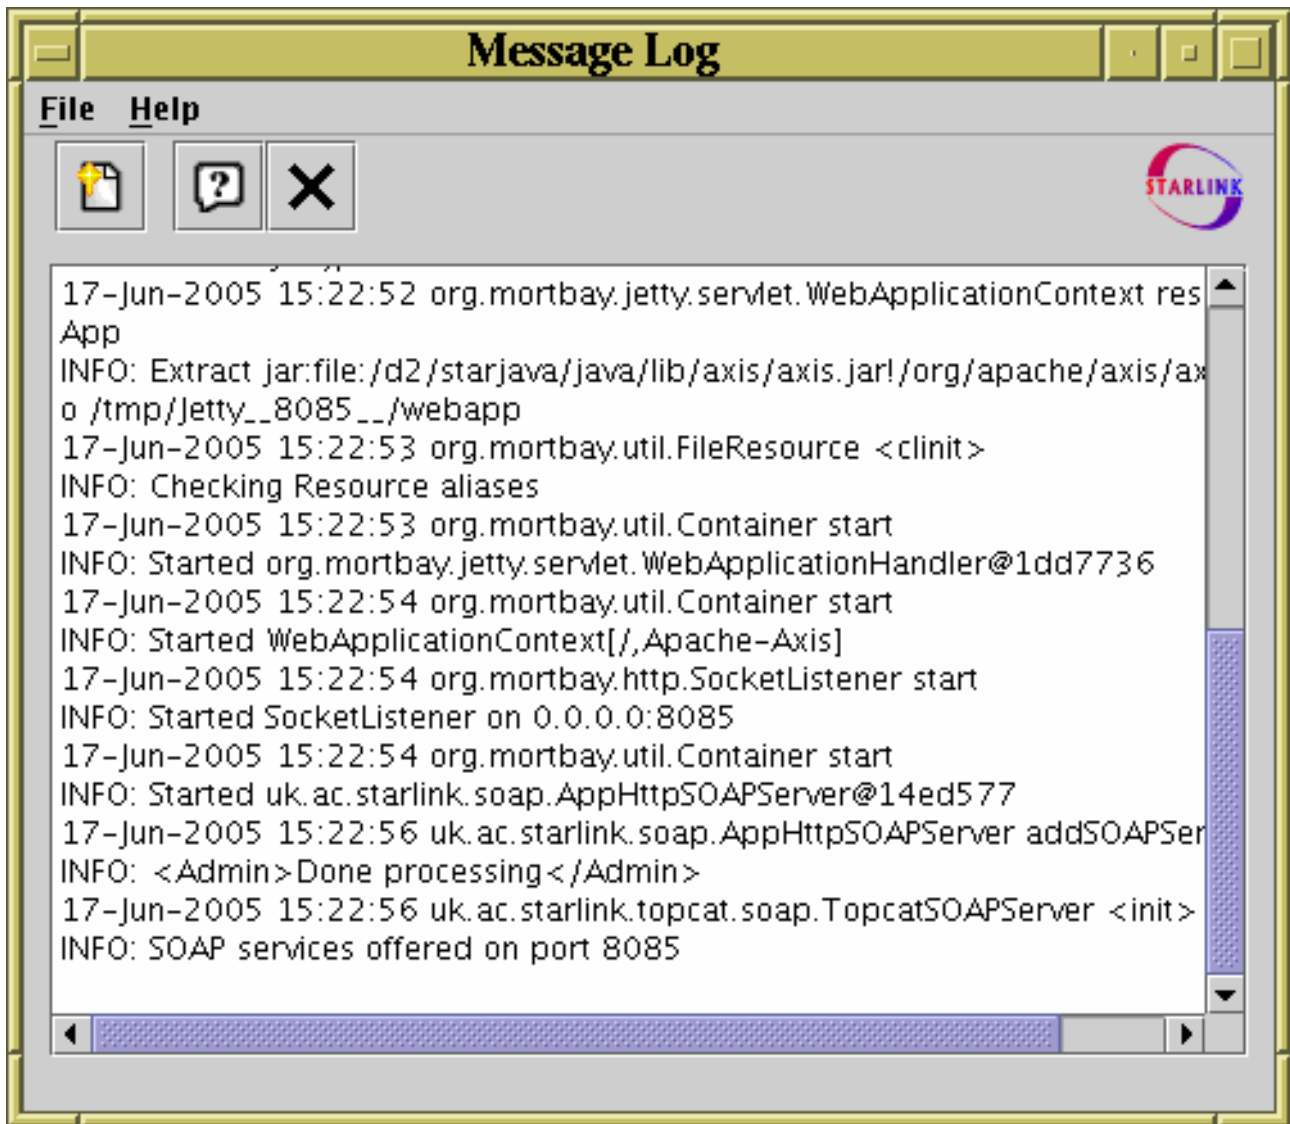 Message Log
File Help
STARLINK
17-Jun-2005 15:22:52 org.mortbay.jetty.servlet.WebApplicationContext res
App
INFO: Extract jar:file:/d2/starjava/java/lib/axis/axis.jar!/org/apache/axis/ax
o /tmp/Jetty__8085__/webapp
17-Jun-2005 15:22:53 org.mortbay.util.FileResource <clinit>
INFO: Checking Resource aliases
17-Jun-2005 15:22:53 org.mortbay.util.Container start
INFO: Started org.mortbay.jetty.servlet.WebApplicationHandler@1dd7736
17-Jun-2005 15:22:54 org.mortbay.util.Container start
INFO: Started WebApplicationContext[/,Apache-Axis]
17-Jun-2005 15:22:54 org.mortbay.http.SocketListener start
INFO: Started SocketListener on 0.0.0.0:8085
17-Jun-2005 15:22:54 org.mortbay.util.Container start
INFO: Started uk.ac.starlink.soap.AppHttpSOAPServer@14ed577
17-Jun-2005 15:22:56 uk.ac.starlink.soap.AppHttpSOAPServer addSOAPSer
INFO: <Admin>Done processing</Admin>
17-Jun-2005 15:22:56 uk.ac.starlink.topcat.soap.TopcatSOAPServer <init>
INFO: SOAP services offered on port 8085